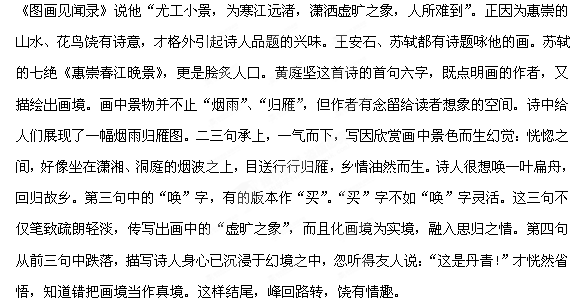 《图画见闻录》说他“尤工小景，为寒江远渚，潇洒虚旷之象，人所难到”。正因为惠崇的
山水、花鸟饶有诗意，才格外引起诗人品题的兴味。王安石、苏轼都有诗题咏他的画。苏轼
的七绝《惠崇春江晚景》，更是脍炙人口。黄庭坚这首诗的首句六字，既点明画的作者，又
描绘出画境。画中景物并不止“烟雨”、“归雁”，但作者有念留给读者想象的空间。诗中给
人们展现了一幅烟雨归雁图。二三句承上，一气而下，写因欣赏画中景色而生幻觉：恍惚之
间，好像坐在潇湘、洞庭的烟波之上，目送行行归雁，乡情油然而生。诗人很想唤一叶扁舟，
回归故乡。第三句中的“唤”字，有的版本作“买”。“买”字不如“唤”字灵活。这三句不
仅笔致疏朗轻淡，传写出画中的“虚旷之象”，而且化画境为实境，融入思归之情。第四句
从前三句中跌落，描写诗人身心已沉浸于幻境之中，忽听得友人说：“这是丹青！”才恍然省
悟，知道错把画境当作真境。这样结尾，峰回路转，饶有情趣。